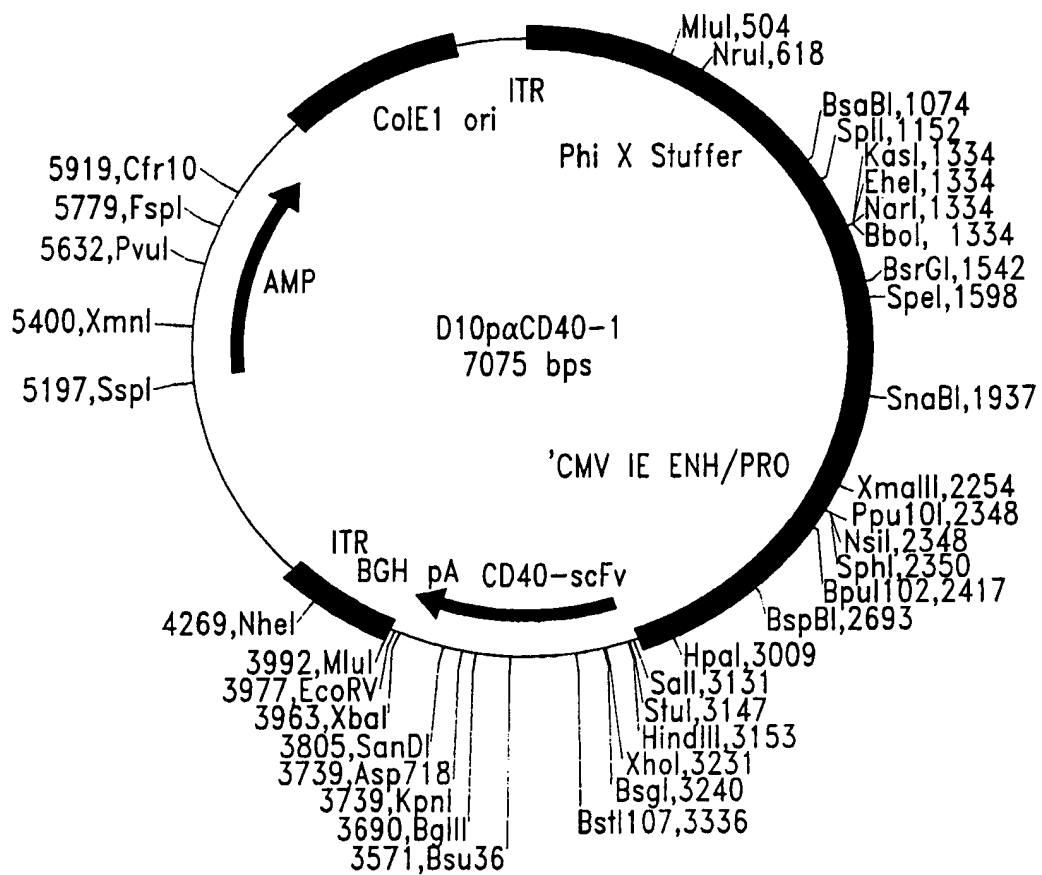 MluI,504
NruI,618
ITR
ColE1 ori
BsaBI,1074
SplI,1152
Phi X Stuffer
KasI,1334
EheI,1334
NarI,1334
BboI, 1334
5919,Cfr10
5779,FspI
5632,PvuI
AMP
BsrGI,1542
SpeI,1598
5400,XmnI
D10pαCD40-1
7075 bps
5197,SspI
SnaBI,1937
'CMV IE ENH/PRO
XmaIII,2254
Ppu10I,2348
NsiI,2348
SphI,2350
BpuI102,2417
BspBI,2693
ITR
BGH pA
CD40-scFv
4269,NheI
HpaI,3009
3992,MluI
SalI,3131
3977,EcoRV
StuI,3147
3963,XbaI
HindIII,3153
3805,SanDI
XhoI,3231
3739,Asp718
BsgI,3240
3739,KpnI
BstI107,3336
3690,BglII
3571,Bsu36